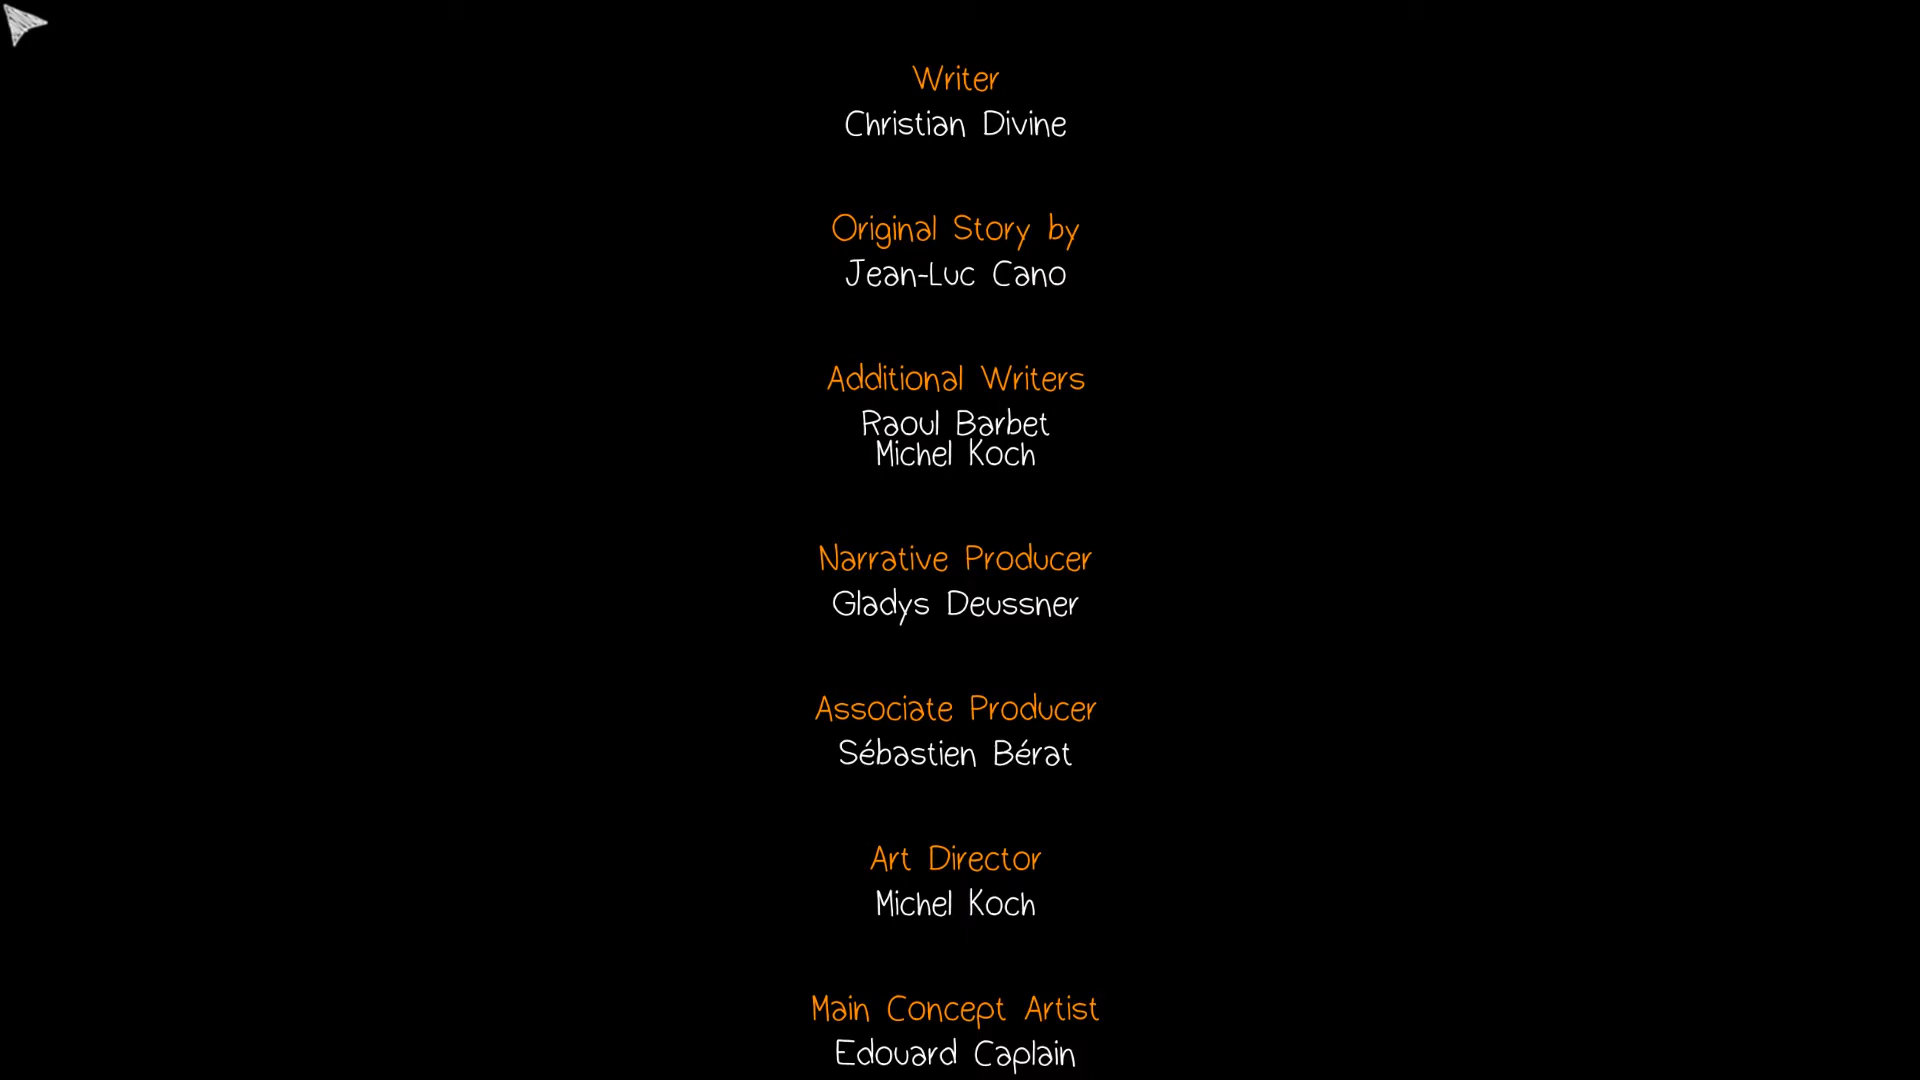 Writer
Christian Divine
Original Story by
Jean-Luc Cano
Additional Writers
Raoul Barbet
Michel Koch
Narrative Producer
Gladys Deussner
Associate Producer
Sébastien Bérat
Art Director
Michel Koch
Main Concept Artist
Edouard Caplain